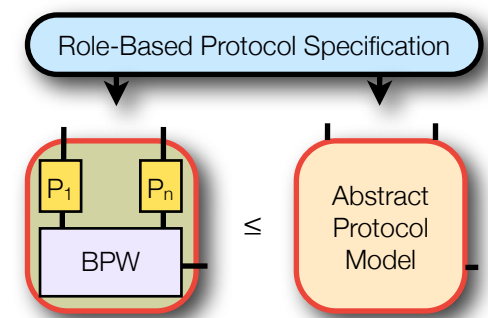 Role-Based Protocol Specification
P1
Pn
BPW
≤
Abstract
Protocol
Model